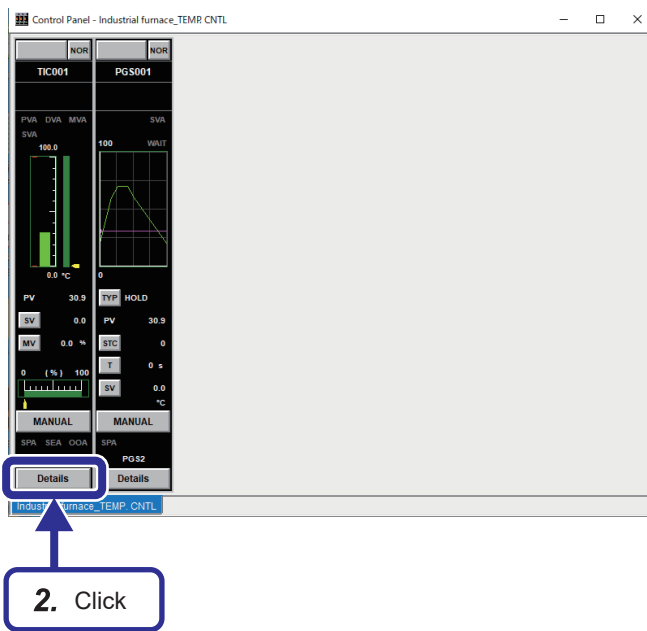 Control Panel - Industrial furnace_TEMP. CNTL
NOR
TIC001
PVA DVA MVA
SVA
100.0
0.0 °C
PV 30.9
SV 0.0
MV 0.0 %
0 (%) 100
MANUAL
SPA SEA OOA
Details
NOR
PGS001
SVA
100 WAIT
0
TYP HOLD
PV 30.9
STC 0
T 0 s
SV 0.0
°C
MANUAL
SPA
PGS2
Details
Indust urnace_TEMP. CNTL
2. Click